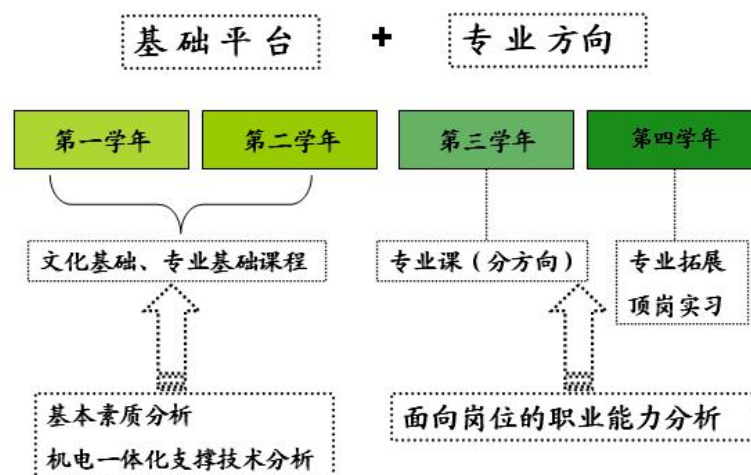 基础平台 + 专业方向
第一学年 第二学年 第三学年 第四学年
文化基础、专业基础课程
专业课（分方向）
专业拓展
顶岗实习
基本素质分析
机电一体化支撑技术分析
面向岗位的职业能力分析